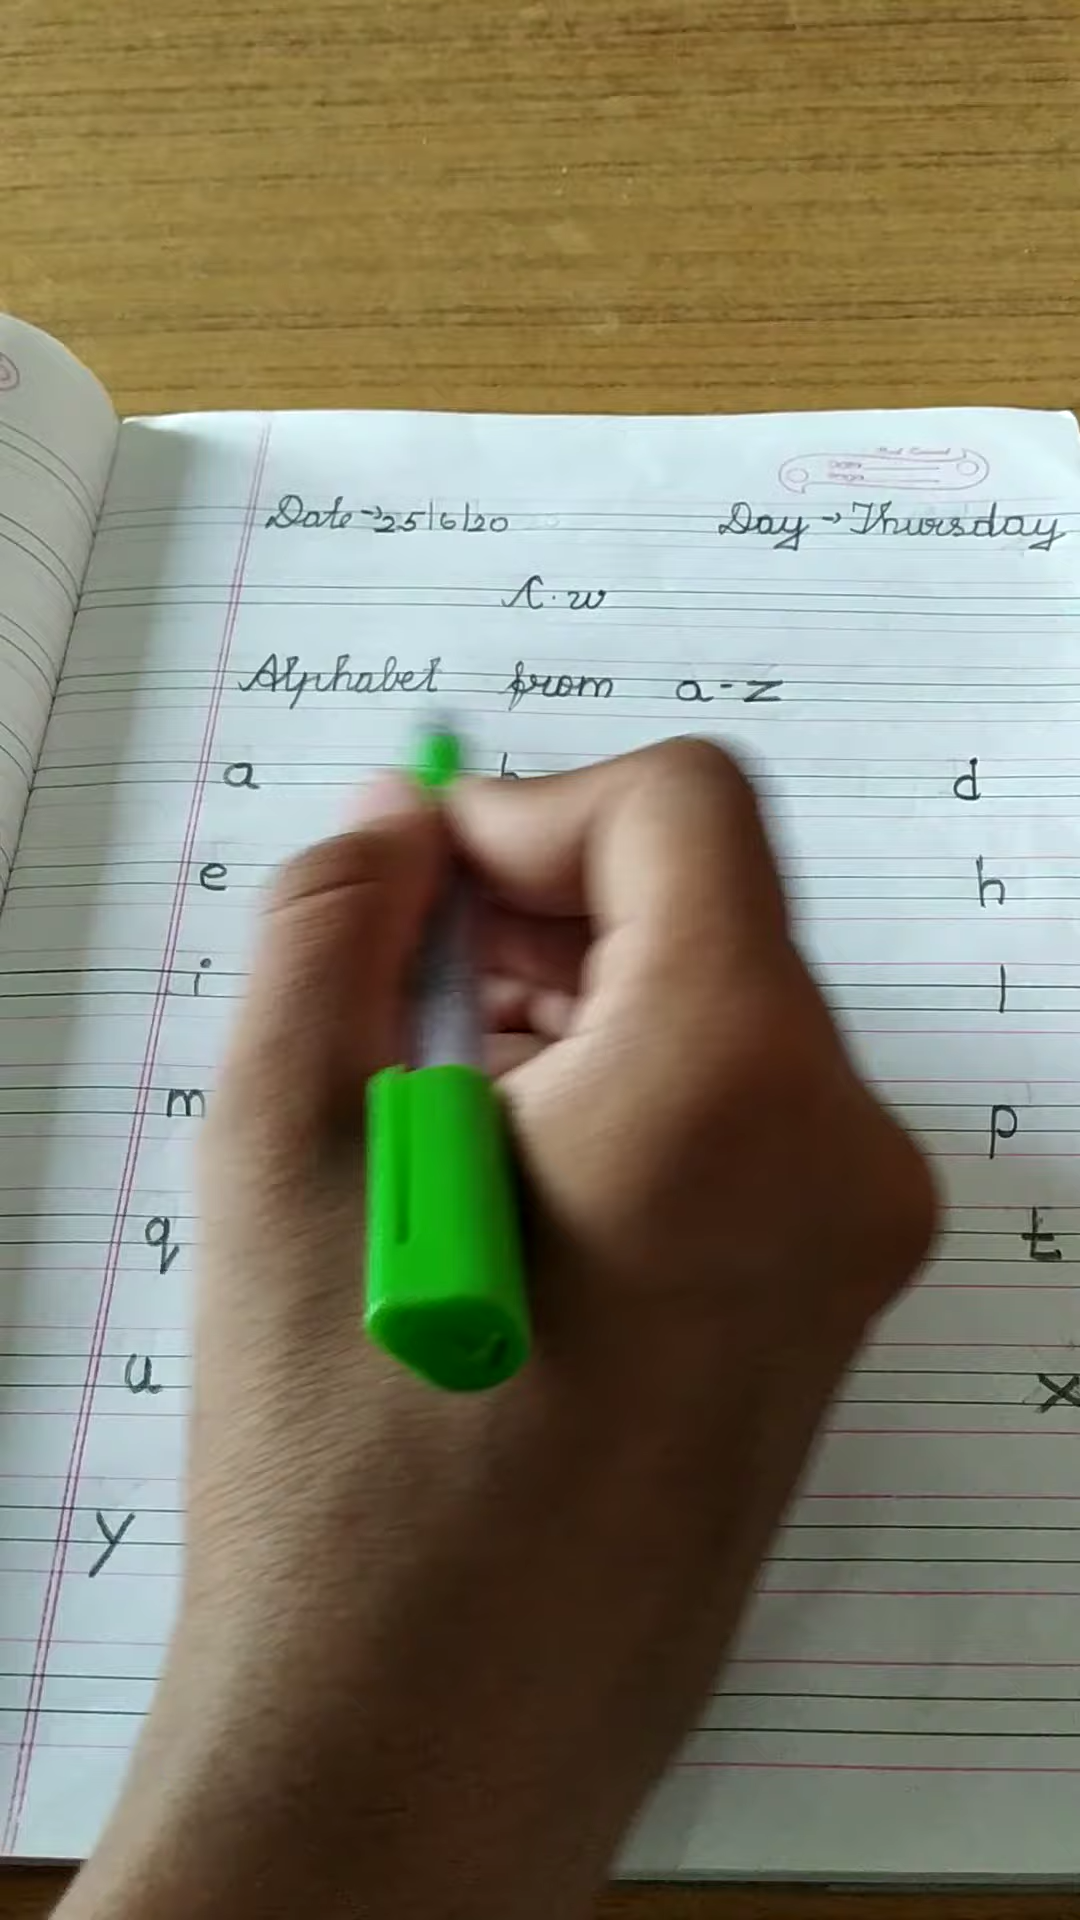 Date→25/6/20 Day→Thursday
C.w
Alphabet from a-z
a b d
e h
i l
m p
q t
u x
y